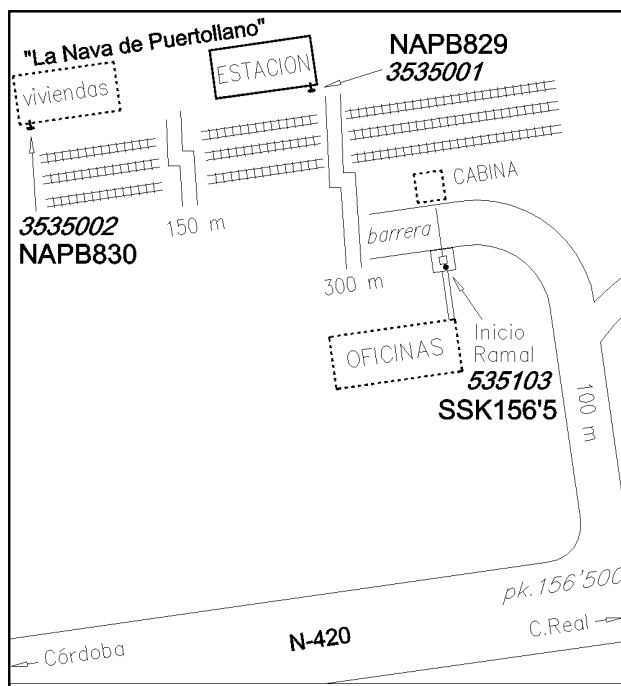 "La Nava de Puertollano"
viviendas
ESTACION
NAPB829
3535001
CABINA
3535002
NAPB830
150 m
barrera
300 m
OFICINAS
Inicio
Ramal
535103
SSK156'5
100 m
pk.156'500
C.Real
N-420
Córdoba